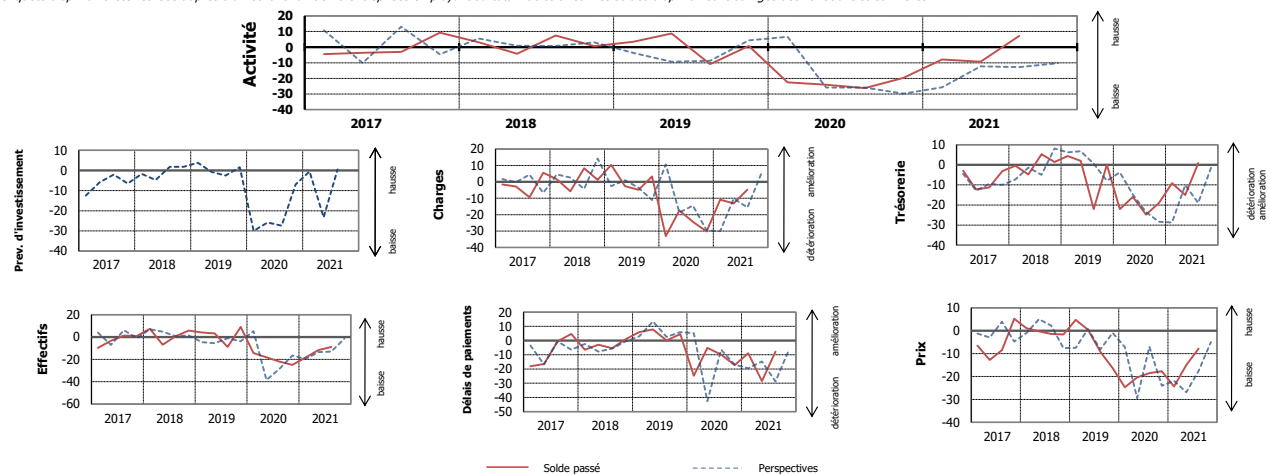 Activité
20
10
0
-10
-20
-30
-40
2017 2018 2019 2020 2021
hausse
baisse
Prev. d'investissement
10
0
-10
-20
-30
-40
2017 2018 2019 2020 2021
hausse
baisse
Charges
20
10
0
-10
-20
-30
-40
2017 2018 2019 2020 2021
amélioration
détérioration
Trésorerie
10
0
-10
-20
-30
-40
2017 2018 2019 2020 2021
détérioration
amélioration
Effectifs
20
0
-20
-40
-60
2017 2018 2019 2020 2021
hausse
baisse
Délais de paiements
20
10
0
-10
-20
-30
-40
-50
2017 2018 2019 2020 2021
amélioration
détérioration
Prix
10
0
-10
-20
-30
-40
2017 2018 2019 2020 2021
hausse
baisse
Solde passé
Perspectives